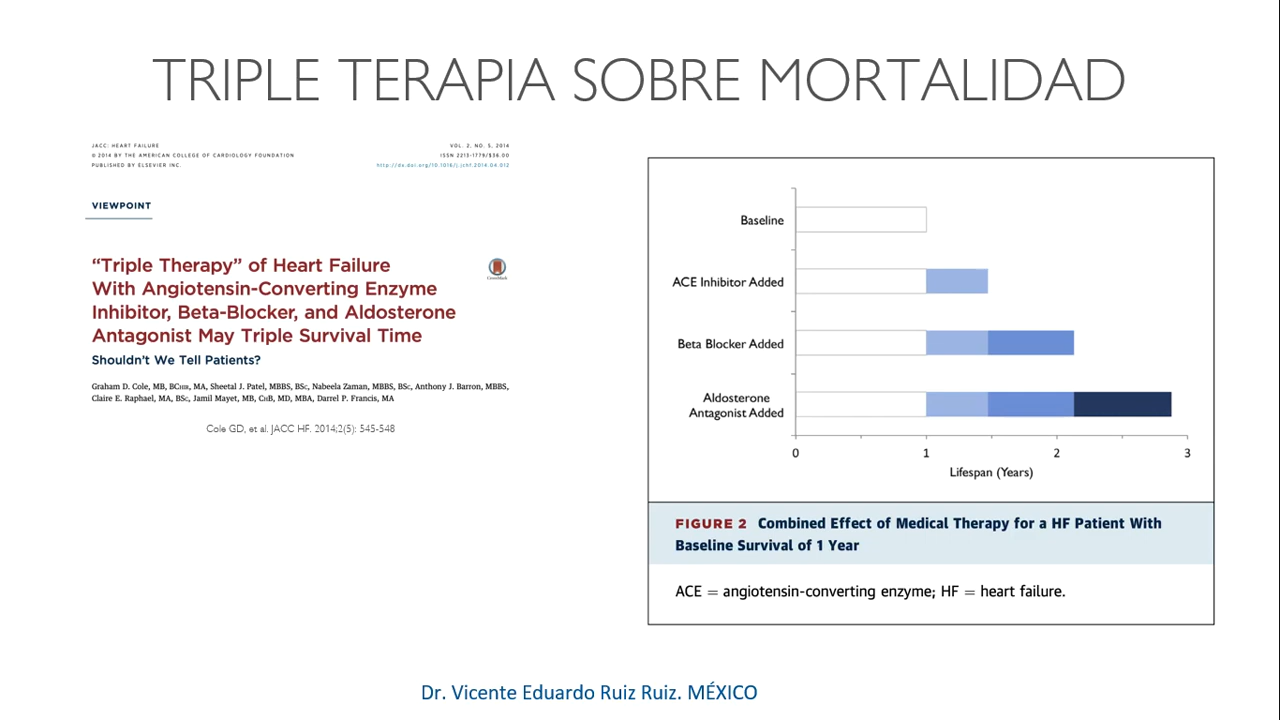 TRIPLE TERAPIA SOBRE MORTALIDAD
JACC: HEART FAILURE
© 2014 BY THE AMERICAN COLLEGE OF CARDIOLOGY FOUNDATION
PUBLISHED BY ELSEVIER INC.
VOL. 2, NO. 5, 2014
ISSN 2213-1779/$36.00
http://dx.doi.org/10.1016/j.jchf.2014.04.012
VIEWPOINT
“Triple Therapy” of Heart Failure
With Angiotensin-Converting Enzyme
Inhibitor, Beta-Blocker, and Aldosterone
Antagonist May Triple Survival Time
CrossMark
Shouldn’t We Tell Patients?
Graham D. Cole, MB, BCHIR, MA, Sheetal J. Patel, MBBS, BSC, Nabeela Zaman, MBBS, BSC, Anthony J. Barron, MBBS,
Claire E. Raphael, MA, BSC, Jamil Mayet, MB, CHB, MD, MBA, Darrel P. Francis, MA
Cole GD, et al. JACC HF. 2014;2(5): 545-548
Baseline
ACE Inhibitor Added
Beta Blocker Added
Aldosterone
Antagonist Added
0 1 2 3
Lifespan (Years)
FIGURE 2 Combined Effect of Medical Therapy for a HF Patient With
Baseline Survival of 1 Year
ACE = angiotensin-converting enzyme; HF = heart failure.
Dr. Vicente Eduardo Ruiz Ruiz. MÉXICO